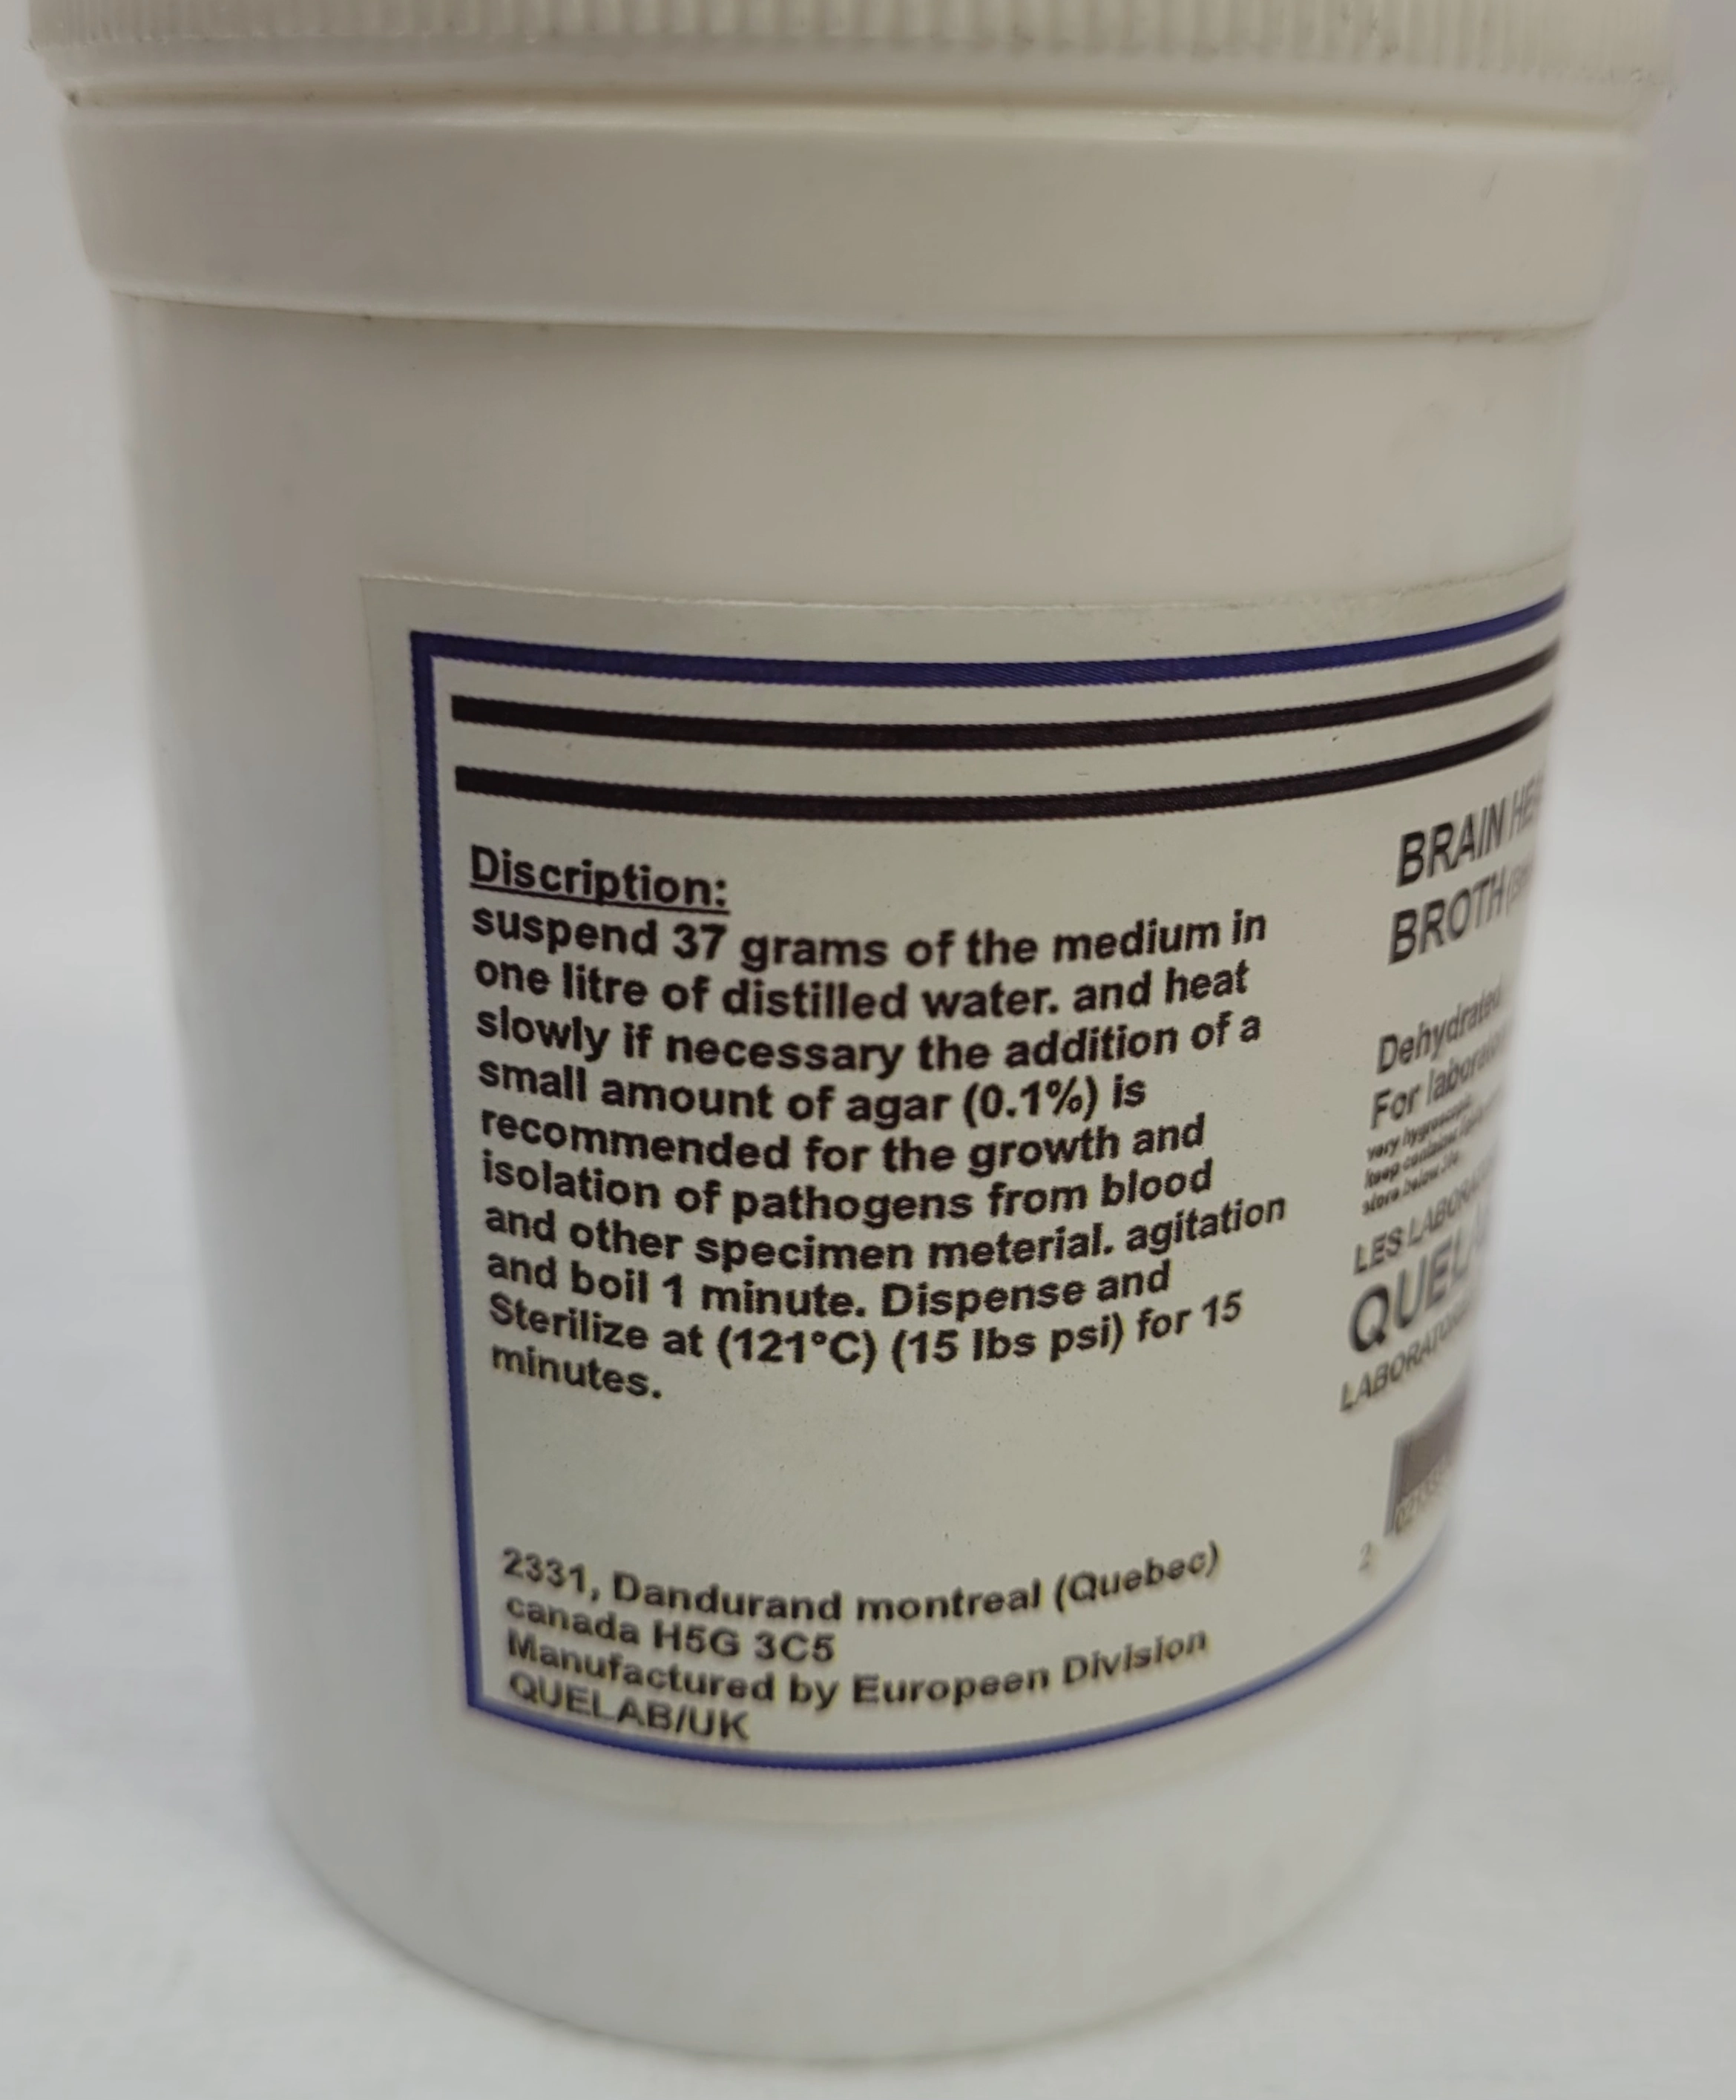 Discription:
suspend 37 grams of the medium in
one litre of distilled water. and heat
slowly if necessary the addition of a
small amount of agar (0.1%) is
recommended for the growth and
isolation of pathogens from blood
and other specimen meterial. agitation
and boil 1 minute. Dispense and
Sterilize at (121°C) (15 lbs psi) for 15
minutes.
2331, Dandurand montreal (Quebec)
canada H5G 3C5
Manufactured by Europeen Division
QUELAB/UK
BRAIN
BROTH
Dehydrated
For
very
keep
store below
LES
2